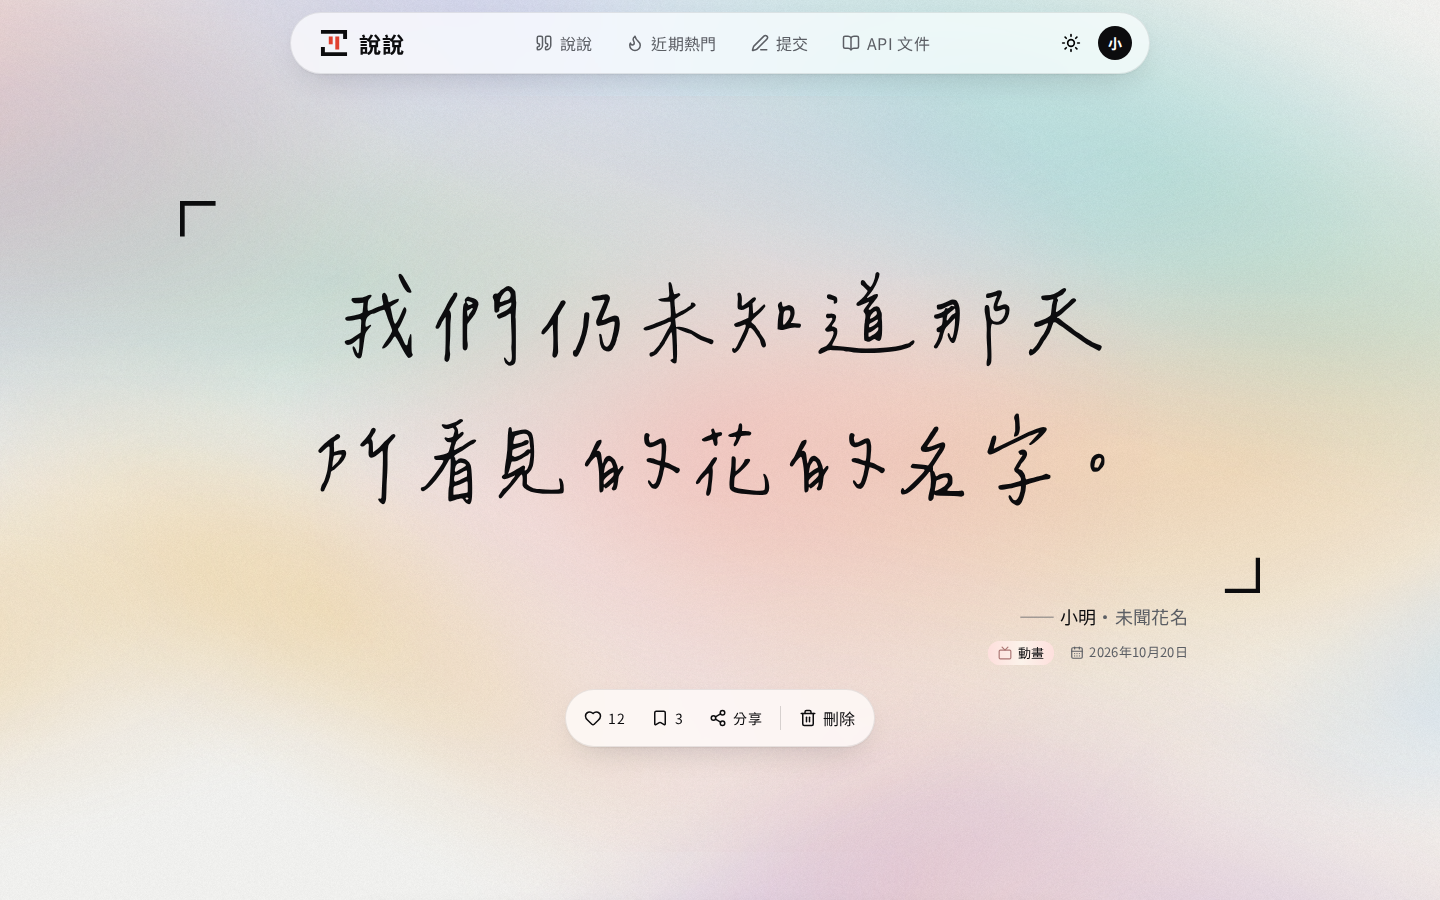 說說
說說
近期熱門
提交
API 文件
小
「
我們仍未知道那天
所看見的花的名字。
」
—— 小明・未聞花名
動畫 2026年10月20日
12
3
分享
刪除